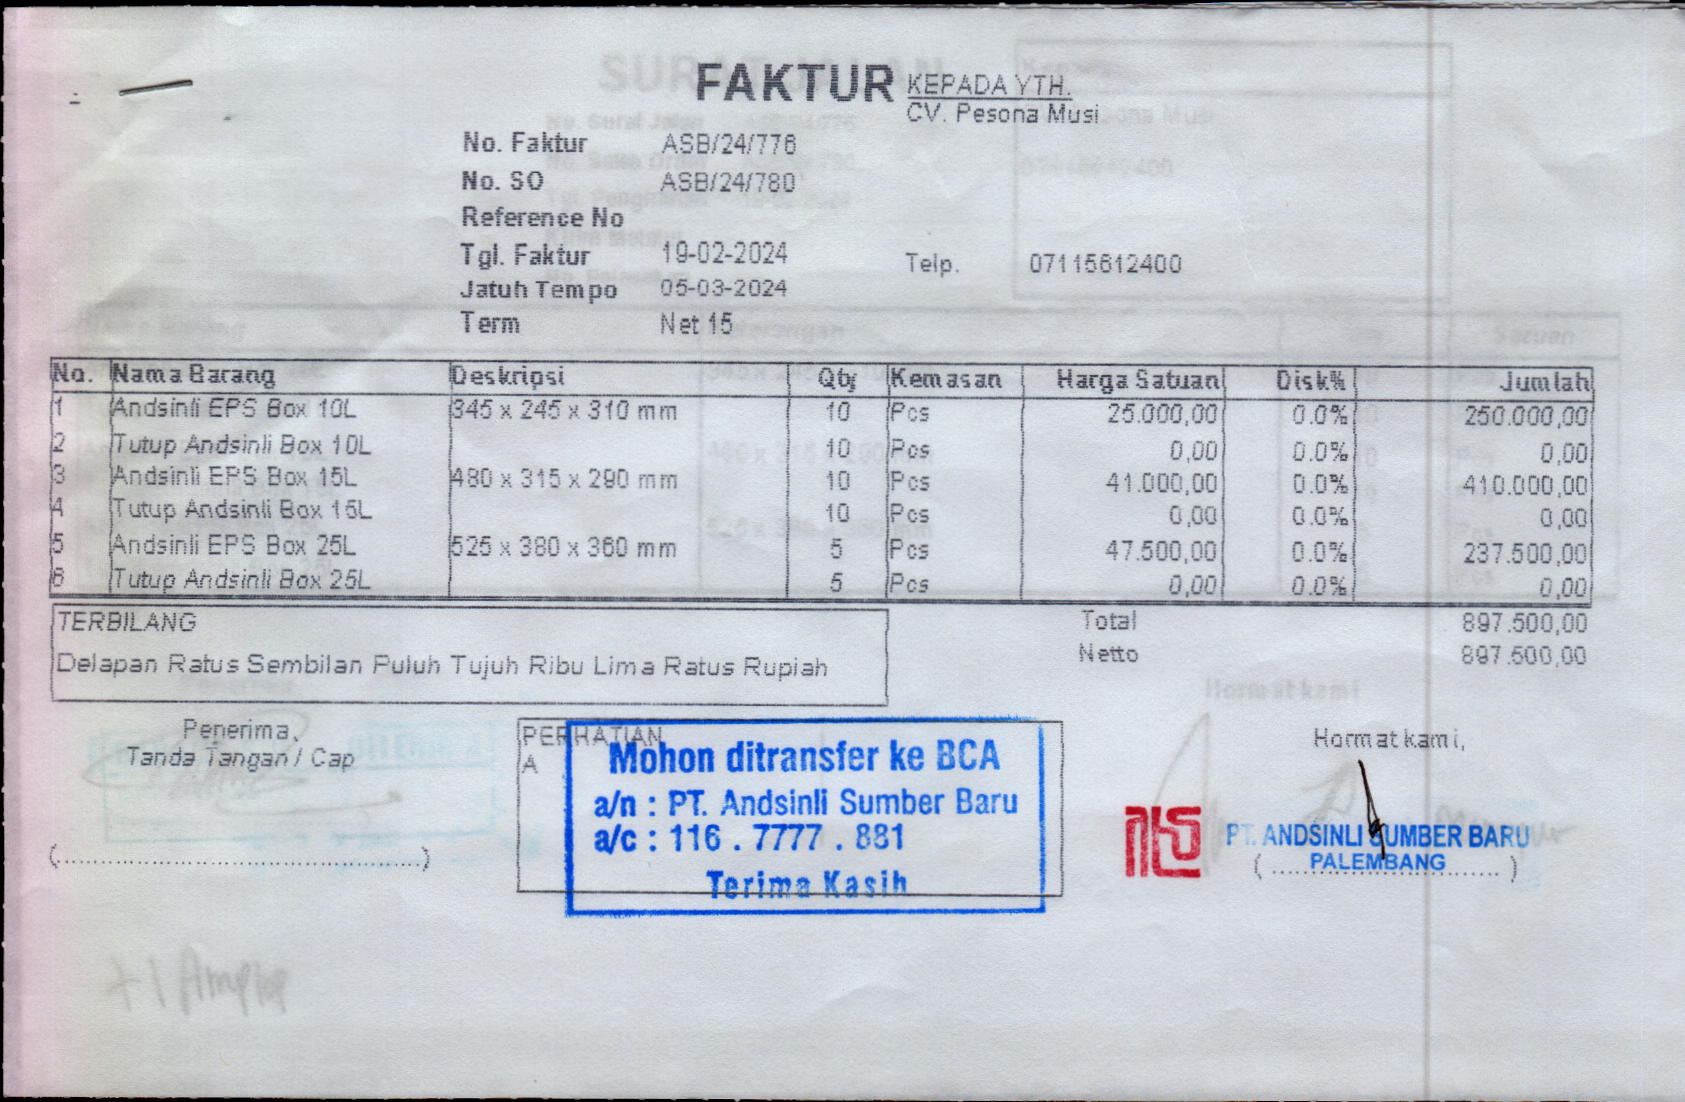 FAKTUR
KEPADA YTH.
CV. Pesona Musi
No. Faktur ASB/24/776
No. SO ASB/24/780
Reference No
Tgl. Faktur 19-02-2024
Telp. 07115612400
Jatuh Tempo 05-03-2024
Term Net 15
No. Nama Barang Deskripsi Qty Kemasan Harga Satuan Disk% Jumlah
1 Andsinli EPS Box 10L 345 x 245 x 310 mm 10 Pcs 25.000,00 0.0% 250.000,00
2 Tutup Andsinli Box 10L 10 Pcs 0,00 0.0% 0,00
3 Andsinli EPS Box 15L 480 x 315 x 290 mm 10 Pcs 41.000,00 0.0% 410.000,00
4 Tutup Andsinli Box 15L 10 Pcs 0,00 0.0% 0,00
5 Andsinli EPS Box 25L 525 x 380 x 360 mm 5 Pcs 47.500,00 0.0% 237.500,00
6 Tutup Andsinli Box 25L 5 Pcs 0,00 0.0% 0,00
TERBILANG
Delapan Ratus Sembilan Puluh Tujuh Ribu Lima Ratus Rupiah
Total 897.500,00
Netto 897.500,00
Penerima,
Tanda Tangan / Cap
(............................................)
PERHATIAN
A
Mohon ditransfer ke BCA
a/n : PT. Andsinli Sumber Baru
a/c : 116 . 7777 . 881
Terima Kasih
Hormat kami,
PT. ANDSINLI SUMBER BARU
PALEMBANG
(............................)